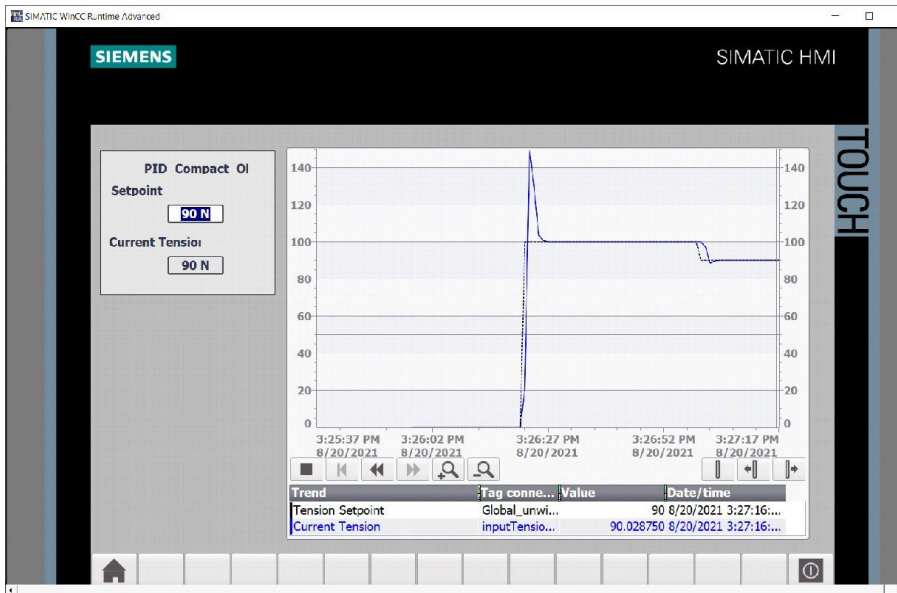 SIMATIC WinCC Runtime Advanced
SIEMENS
SIMATIC HMI
TOUCH
PID Compact OI
Setpoint
90 N
Current Tension
90 N
140 140
120 120
100 100
80 80
60 60
40 40
20 20
0 0
3:25:37 PM 3:26:02 PM 3:26:27 PM 3:26:52 PM 3:27:17 PM
8/20/2021 8/20/2021 8/20/2021 8/20/2021 8/20/2021
Trend Tag conne... Value Date/time
Tension Setpoint Global_unwi... 90 8/20/2021 3:27:16:...
Current Tension inputTensio... 90.028750 8/20/2021 3:27:16:...